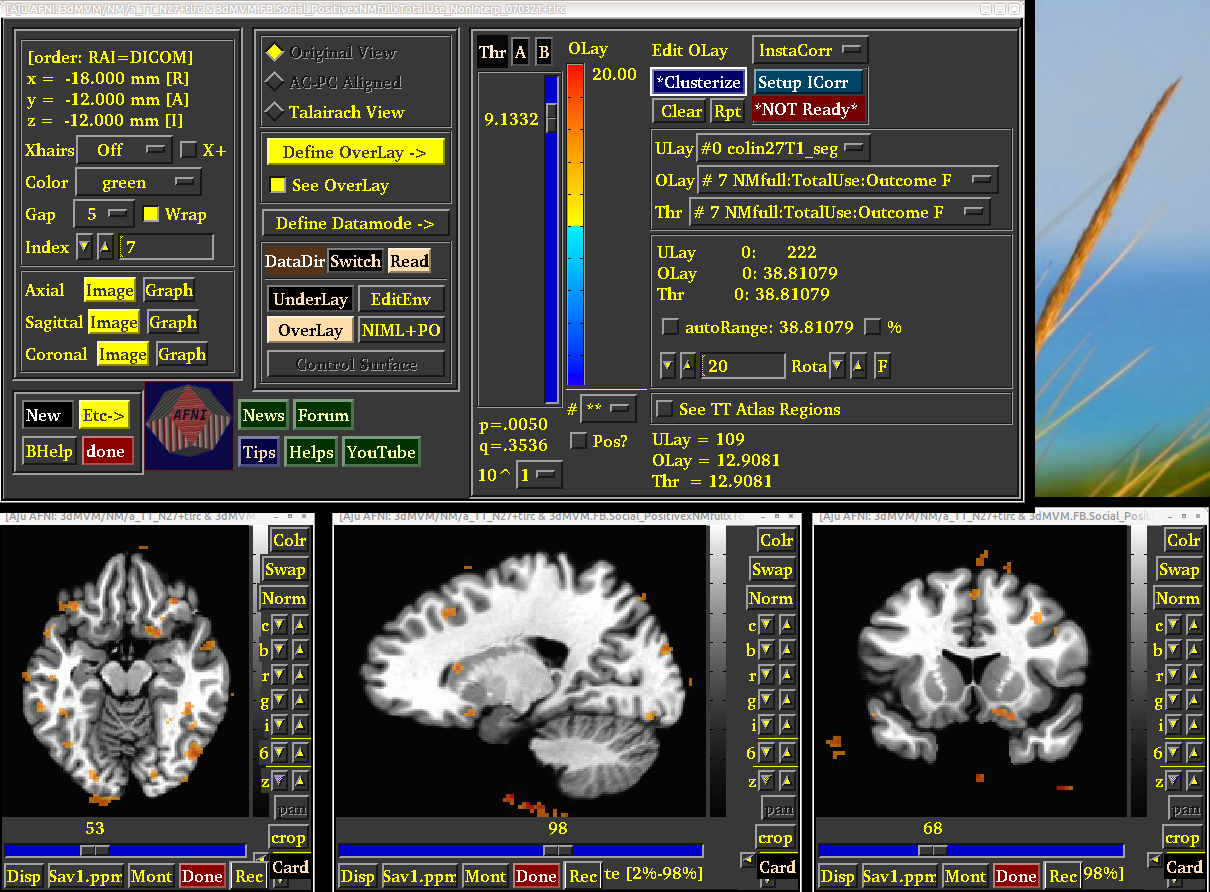 [A]u AFNI: 3dMVM/NM/a_TT_N27+tlrc & 3dMVM.FB.Social_PositivexNMfullxTotalUse_NonInterp_070321+tlrc
[order: RAI=DICOM]
x = -18.000 mm [R]
y = -12.000 mm [A]
z = -12.000 mm [I]
Xhairs Off X+
Color green
Gap 5 Wrap
Index 7
Axial Image Graph
Sagittal Image Graph
Coronal Image Graph
New Etc->
BHelp done
AFNI
Original View
AC-PC Aligned
Talairach View
Define OverLay ->
See OverLay
Define Datamode ->
DataDir Switch Read
UnderLay EditEnv
OverLay NIML+PO
Control Surface
News Forum
Tips Helps YouTube
Thr A B
9.1332
p=.0050
q=.3536
10^ 1
OLay
20.00
# **
Pos?
Edit OLay InstaCorr
*Clusterize Setup ICorr
Clear Rpt *NOT Ready*
ULay #0 colin27T1_seg
OLay # 7 NMfull:TotalUse:Outcome F
Thr # 7 NMfull:TotalUse:Outcome F
ULay 0: 222
OLay 0: 38.81079
Thr 0: 38.81079
autoRange: 38.81079 %
20 Rota F
See TT Atlas Regions
ULay = 109
OLay = 12.9081
Thr = 12.9081
[Aju AFNI: 3dMVM/NM/a_TT_N27+tlrc & 3dMVM
Colr
Swap
Norm
c
b
r
g
i
6
z
pan
crop
53
Disp Sav1.ppm Mont Done Rec Card
[Aju AFNI: 3dMVM/NM/a_TT_N27+tlrc & 3dMVM.FB.Social_PositivexNMfullxTo
Colr
Swap
Norm
c
b
r
g
i
6
z
pan
crop
98
Disp Sav1.ppm Mont Done Rec te [2%-98%] Card
[Aju AFNI: 3dMVM/NM/a_TT_N27+tlrc & 3dMVM.FB.Social_Posit
Colr
Swap
Norm
c
b
r
g
i
6
z
pan
crop
68
Disp Sav1.ppm Mont Done Rec 98%] Card